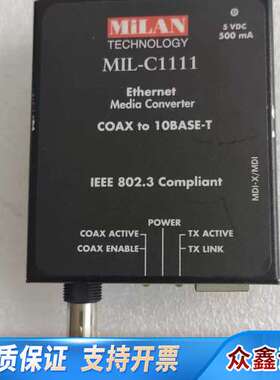 MiLAN
TECHNOLOGY
5 VDC
500 mA
MIL-C1111
Ethernet
Media Converter
COAX to 10BASE-T
IEEE 802.3 Compliant
MDI-X/MDI
POWER
COAX ACTIVE
TX ACTIVE
COAX ENABLE
TX LINK
质保证 支持开票
众鑫